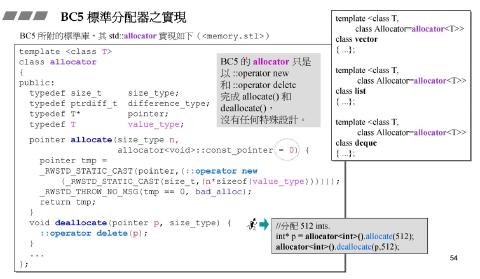 BC5 標準分配器之實現
BC5 所附的標準庫，其 std::allocator 實現如下（<memory.stl>）
template <class T>
class allocator
{
public:
typedef size_t size_type;
typedef ptrdiff_t difference_type;
typedef T* pointer;
typedef T value_type;
pointer allocate(size_type n,
allocator<void>::const_pointer = 0) {
pointer tmp =
_RWSTD_STATIC_CAST(pointer,(::operator new
(_RWSTD_STATIC_CAST(size_t,(n*sizeof(value_type))))));
_RWSTD_THROW_NO_MSG(tmp == 0, bad_alloc);
return tmp;
}
void deallocate(pointer p, size_type) {
::operator delete(p);
}
...
};
BC5 的 allocator 只是
以 ::operator new
和 ::operator delete
完成 allocate() 和
deallocate()，
沒有任何特殊設計。
//分配 512 ints.
int* p = allocator<int>().allocate(512);
allocator<int>().deallocate(p,512);
template <class T,
class Allocator=allocator<T>>
class vector
{ ...};
template <class T,
class Allocator=allocator<T>>
class list
{ ...};
template <class T,
class Allocator=allocator<T>>
class deque
{ ...};
54